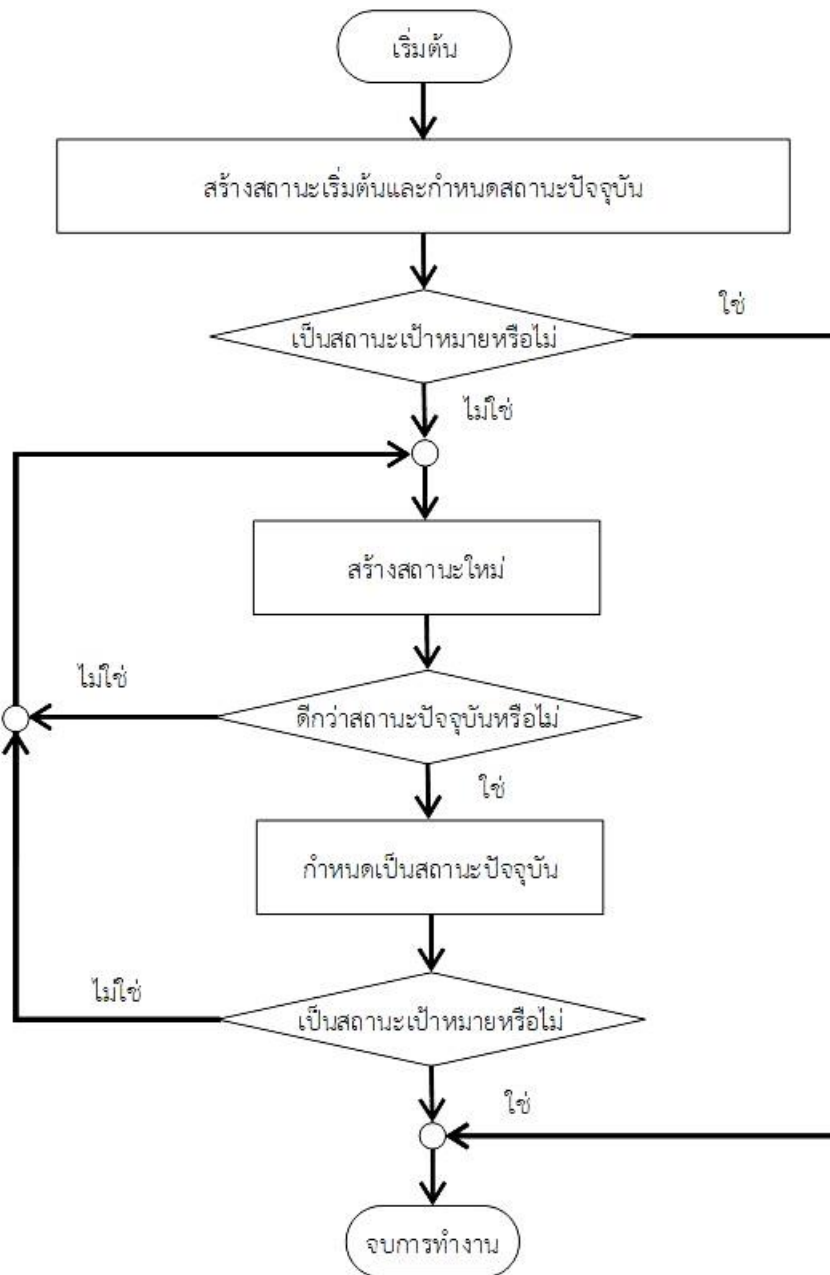 เริ่มต้น
สร้างสถานะเริ่มต้นและกำหนดสถานะปัจจุบัน
ใช่
เป็นสถานะเป้าหมายหรือไม่
ไม่ใช่
สร้างสถานะใหม่
ไม่ใช่
ดีกว่าสถานะปัจจุบันหรือไม่
ใช่
กำหนดเป็นสถานะปัจจุบัน
ไม่ใช่
เป็นสถานะเป้าหมายหรือไม่
ใช่
จบการทำงาน